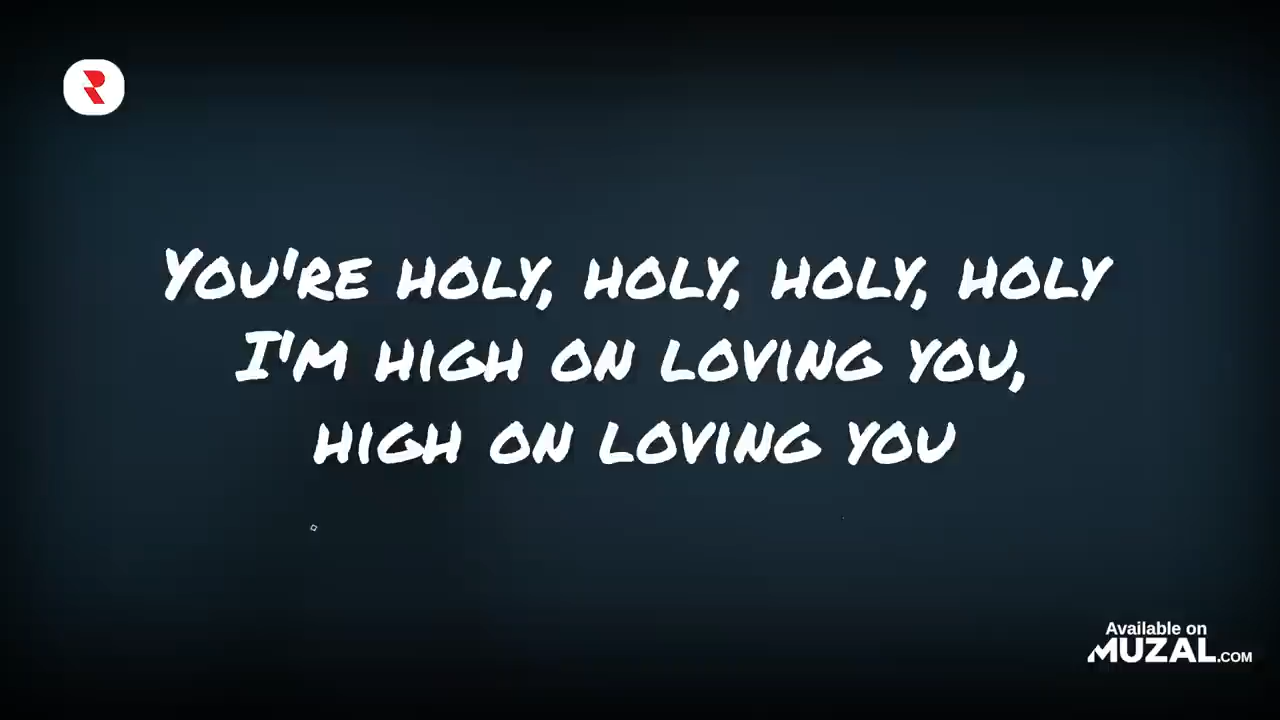 R
You're holy, holy, holy, holy
I'm high on loving you,
high on loving you
Available on
MUZAL.COM